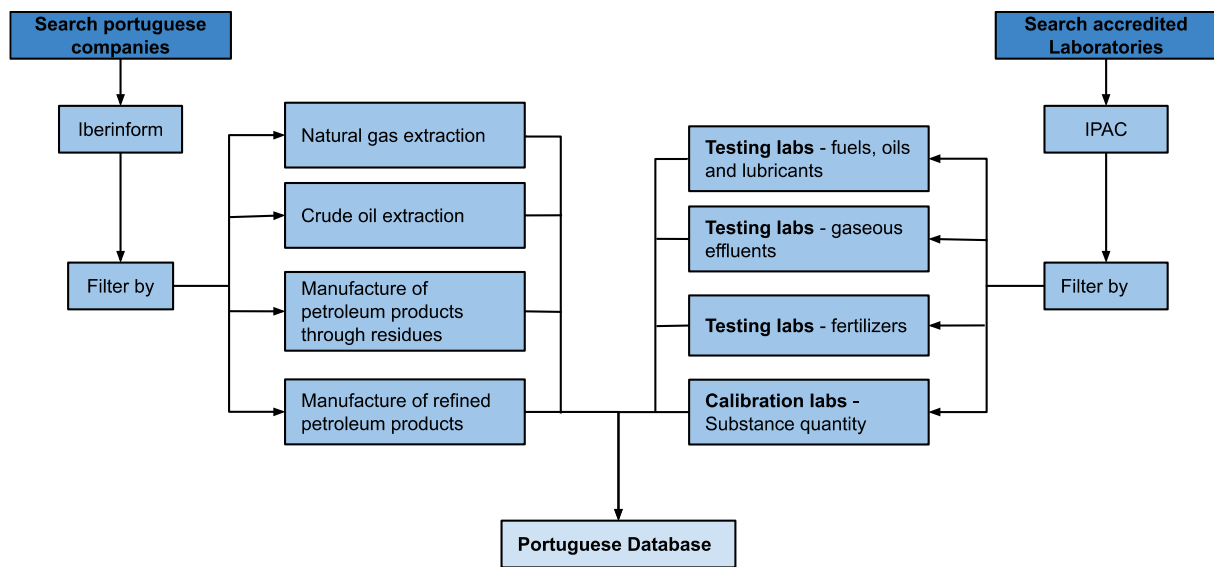 Search portuguese
companies
Iberinform
Filter by
Natural gas extraction
Crude oil extraction
Manufacture of
petroleum products
through residues
Manufacture of refined
petroleum products
Search accredited
Laboratories
IPAC
Filter by
Testing labs - fuels, oils
and lubricants
Testing labs - gaseous
effluents
Testing labs - fertilizers
Calibration labs -
Substance quantity
Portuguese Database